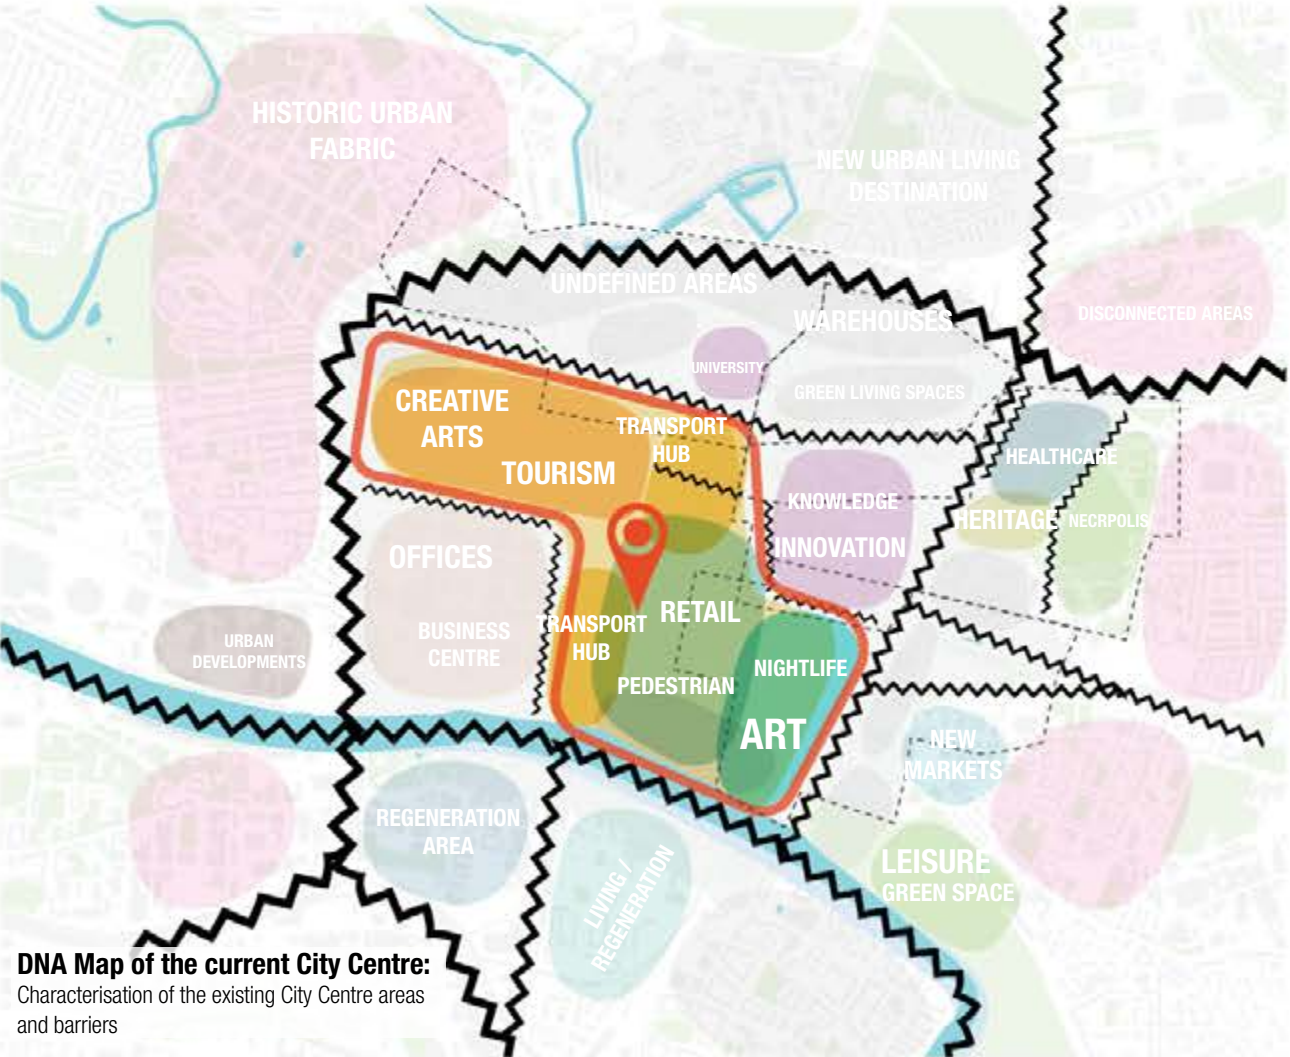 HISTORIC URBAN
FABRIC
NEW URBAN LIVING
DESTINATION
UNDEFINED AREAS
WAREHOUSES
DISCONNECTED AREAS
UNIVERSITY
GREEN LIVING SPACES
CREATIVE
ARTS
TRANSPORT
HUB
TOURISM
HEALTHCARE
KNOWLEDGE
HERITAGE
NECRPOLIS
INNOVATION
OFFICES
RETAIL
TRANSPORT
HUB
BUSINESS
CENTRE
URBAN
DEVELOPMENTS
NIGHTLIFE
PEDESTRIAN
ART
NEW
MARKETS
REGENERATION
AREA
LIVING /
REGENERATION
LEISURE
GREEN SPACE
DNA Map of the current City Centre:
Characterisation of the existing City Centre areas
and barriers